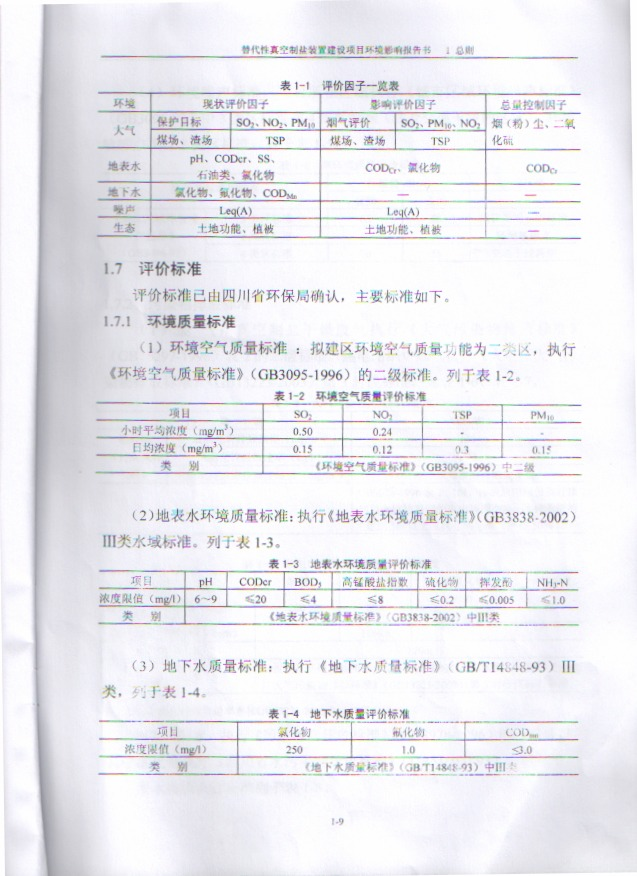 替代性真空制盐装置建设项目环境影响报告书 1 总则
表 1-1 评价因子一览表
环境 现状评价因子 影响评价因子 总量控制因子
大气 保护目标 SO2、NO2、PM10 烟气评价 SO2、PM10、NO2 烟（粉）尘、二氧化硫
煤场、渣场 TSP 煤场、渣场 TSP
地表水 pH、CODcr、SS、石油类、氯化物 CODCr、氯化物 CODCr
地下水 氯化物、氟化物、CODMn — —
噪声 Leq(A) Leq(A) —
生态 土地功能、植被 土地功能、植被 —
1.7 评价标准
评价标准已由四川省环保局确认，主要标准如下。
1.7.1 环境质量标准
（1）环境空气质量标准 ：拟建区环境空气质量功能为二类区，执行
《环境空气质量标准》（GB3095-1996）的二级标准。列于表 1-2。
表 1-2 环境空气质量评价标准
项目 SO2 NO2 TSP PM10
小时平均浓度（mg/m3） 0.50 0.24 - -
日均浓度（mg/m3） 0.15 0.12 0.3 0.15
类 别 《环境空气质量标准》（GB3095-1996）中二级
（2）地表水环境质量标准：执行《地表水环境质量标准》（GB3838-2002）
III类水域标准。列于表 1-3。
表 1-3 地表水环境质量评价标准
项目 pH CODcr BOD5 高锰酸盐指数 硫化物 挥发酚 NH3-N
浓度限值（mg/l） 6～9 ≤20 ≤4 ≤8 ≤0.2 ≤0.005 ≤1.0
类 别 《地表水环境质量标准》（GB3838-2002）中III类
（3）地下水质量标准：执行《地下水质量标准》（GB/T14848-93）III
类，列于表 1-4。
表 1-4 地下水质量评价标准
项目 氯化物 氟化物 CODmn
浓度限值（mg/l） 250 1.0 ≤3.0
类 别 《地下水质量标准》（GB/T14848-93）中III
1-9